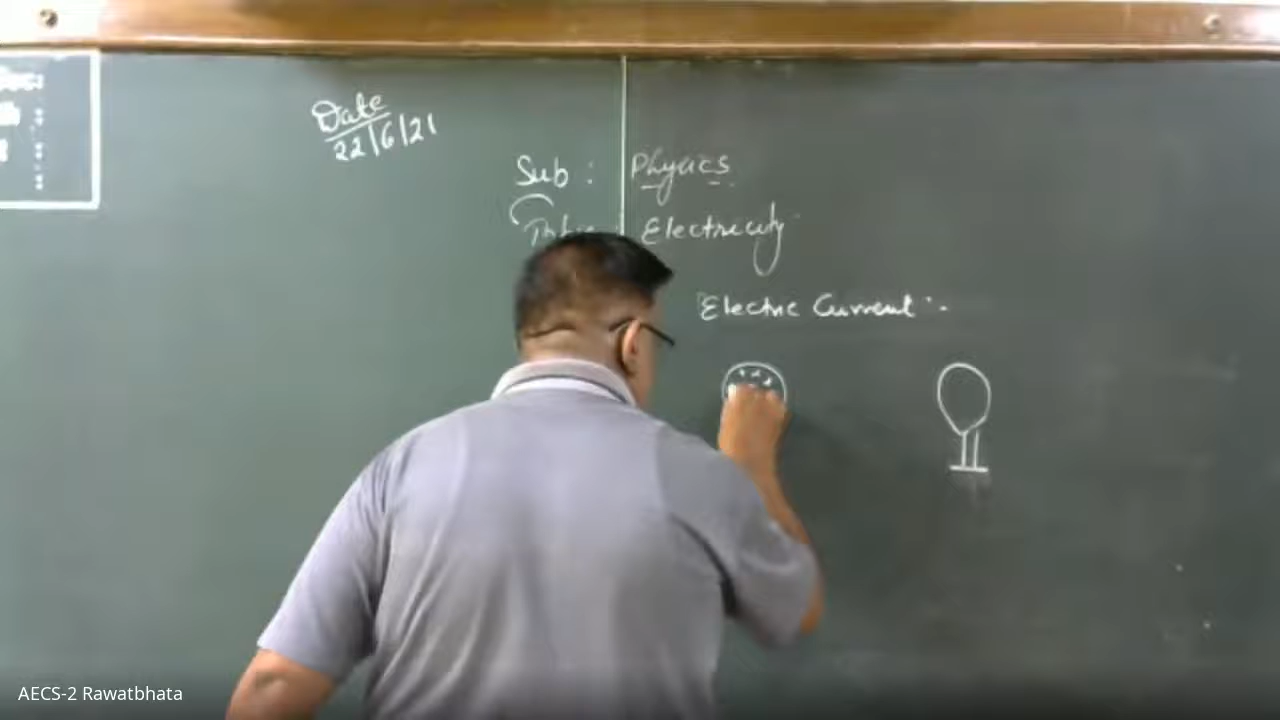 Date
22/6/21
Sub : Physics
Electricity
Electric Current :-
AECS-2 Rawatbhata